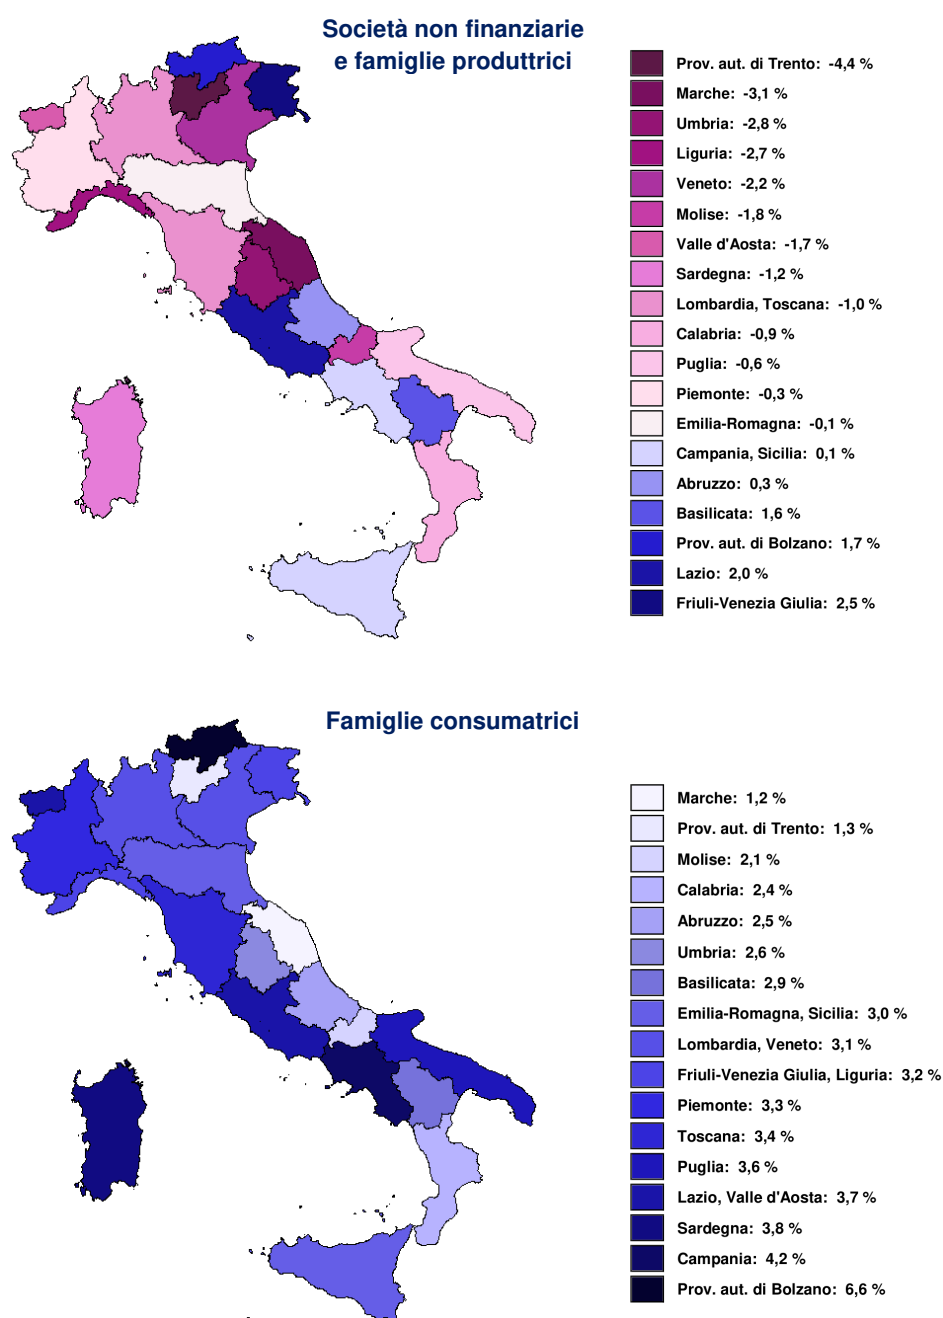 Società non finanziarie
e famiglie produttrici
Prov. aut. di Trento: -4,4 %
Marche: -3,1 %
Umbria: -2,8 %
Liguria: -2,7 %
Veneto: -2,2 %
Molise: -1,8 %
Valle d'Aosta: -1,7 %
Sardegna: -1,2 %
Lombardia, Toscana: -1,0 %
Calabria: -0,9 %
Puglia: -0,6 %
Piemonte: -0,3 %
Emilia-Romagna: -0,1 %
Campania, Sicilia: 0,1 %
Abruzzo: 0,3 %
Basilicata: 1,6 %
Prov. aut. di Bolzano: 1,7 %
Lazio: 2,0 %
Friuli-Venezia Giulia: 2,5 %
Famiglie consumatrici
Marche: 1,2 %
Prov. aut. di Trento: 1,3 %
Molise: 2,1 %
Calabria: 2,4 %
Abruzzo: 2,5 %
Umbria: 2,6 %
Basilicata: 2,9 %
Emilia-Romagna, Sicilia: 3,0 %
Lombardia, Veneto: 3,1 %
Friuli-Venezia Giulia, Liguria: 3,2 %
Piemonte: 3,3 %
Toscana: 3,4 %
Puglia: 3,6 %
Lazio, Valle d'Aosta: 3,7 %
Sardegna: 3,8 %
Campania: 4,2 %
Prov. aut. di Bolzano: 6,6 %